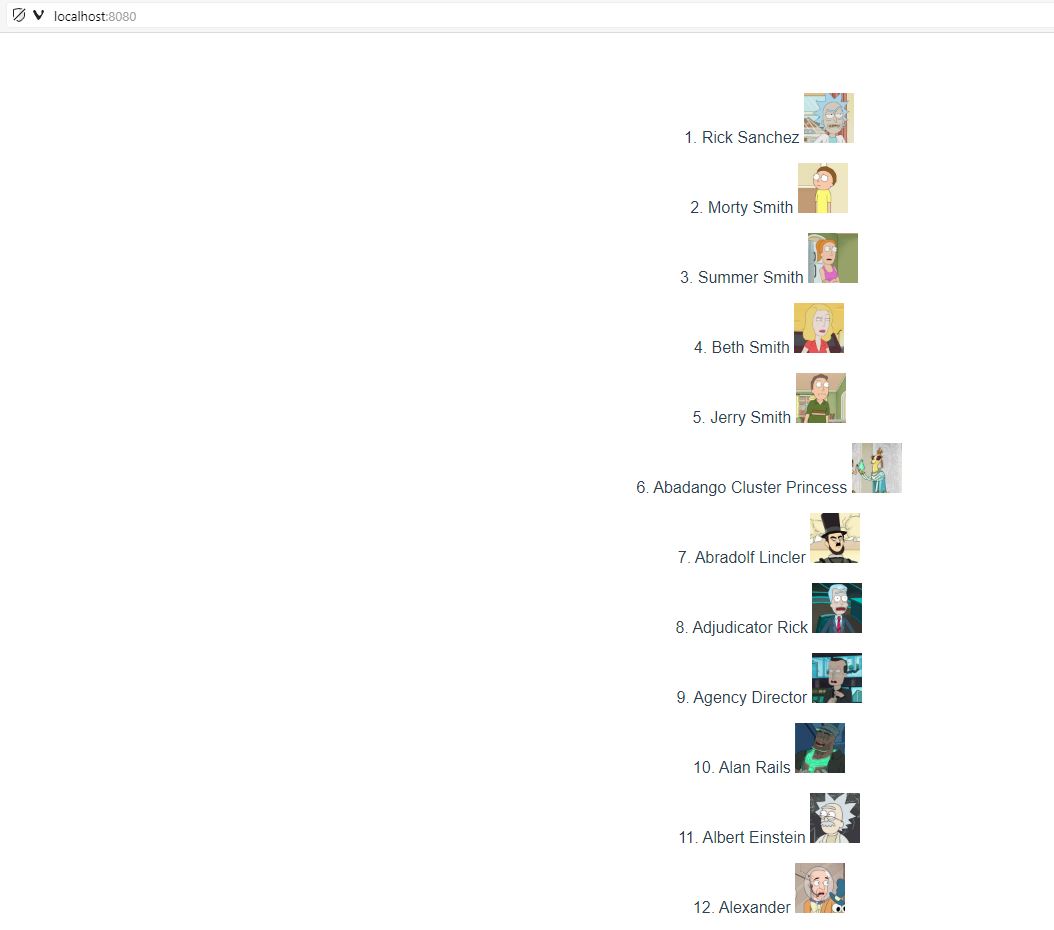 localhost:8080
1. Rick Sanchez
2. Morty Smith
3. Summer Smith
4. Beth Smith
5. Jerry Smith
6. Abadango Cluster Princess
7. Abradolf Lincler
8. Adjudicator Rick
9. Agency Director
10. Alan Rails
11. Albert Einstein
12. Alexander